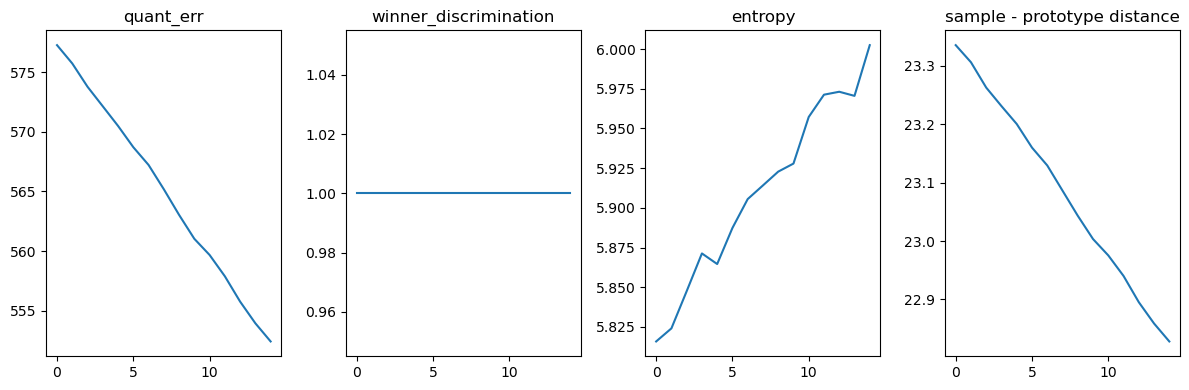 quant_err
575
570
565
560
555
0 5 10
winner_discrimination
1.04
1.02
1.00
0.98
0.96
0 5 10
entropy
6.000
5.975
5.950
5.925
5.900
5.875
5.850
5.825
0 5 10
sample - prototype distance
23.3
23.2
23.1
23.0
22.9
0 5 10